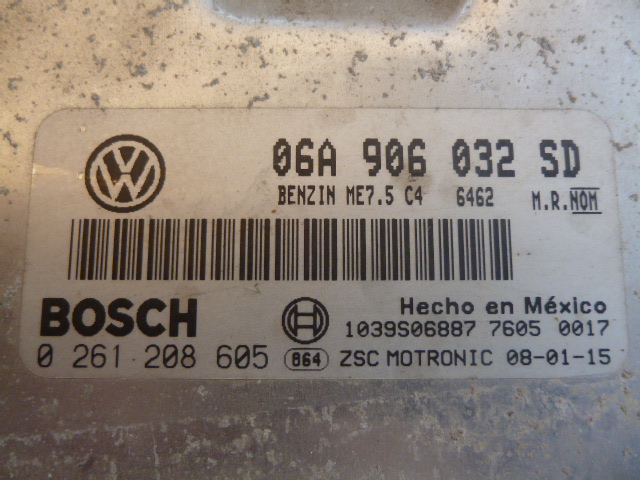 06A 906 032 SD
BENZIN ME7.5 C4 6462 M.R.NOM
BOSCH
Hecho en México
1039S06887 7605 0017
0 261 208 605 864 ZSC MOTRONIC 08-01-15